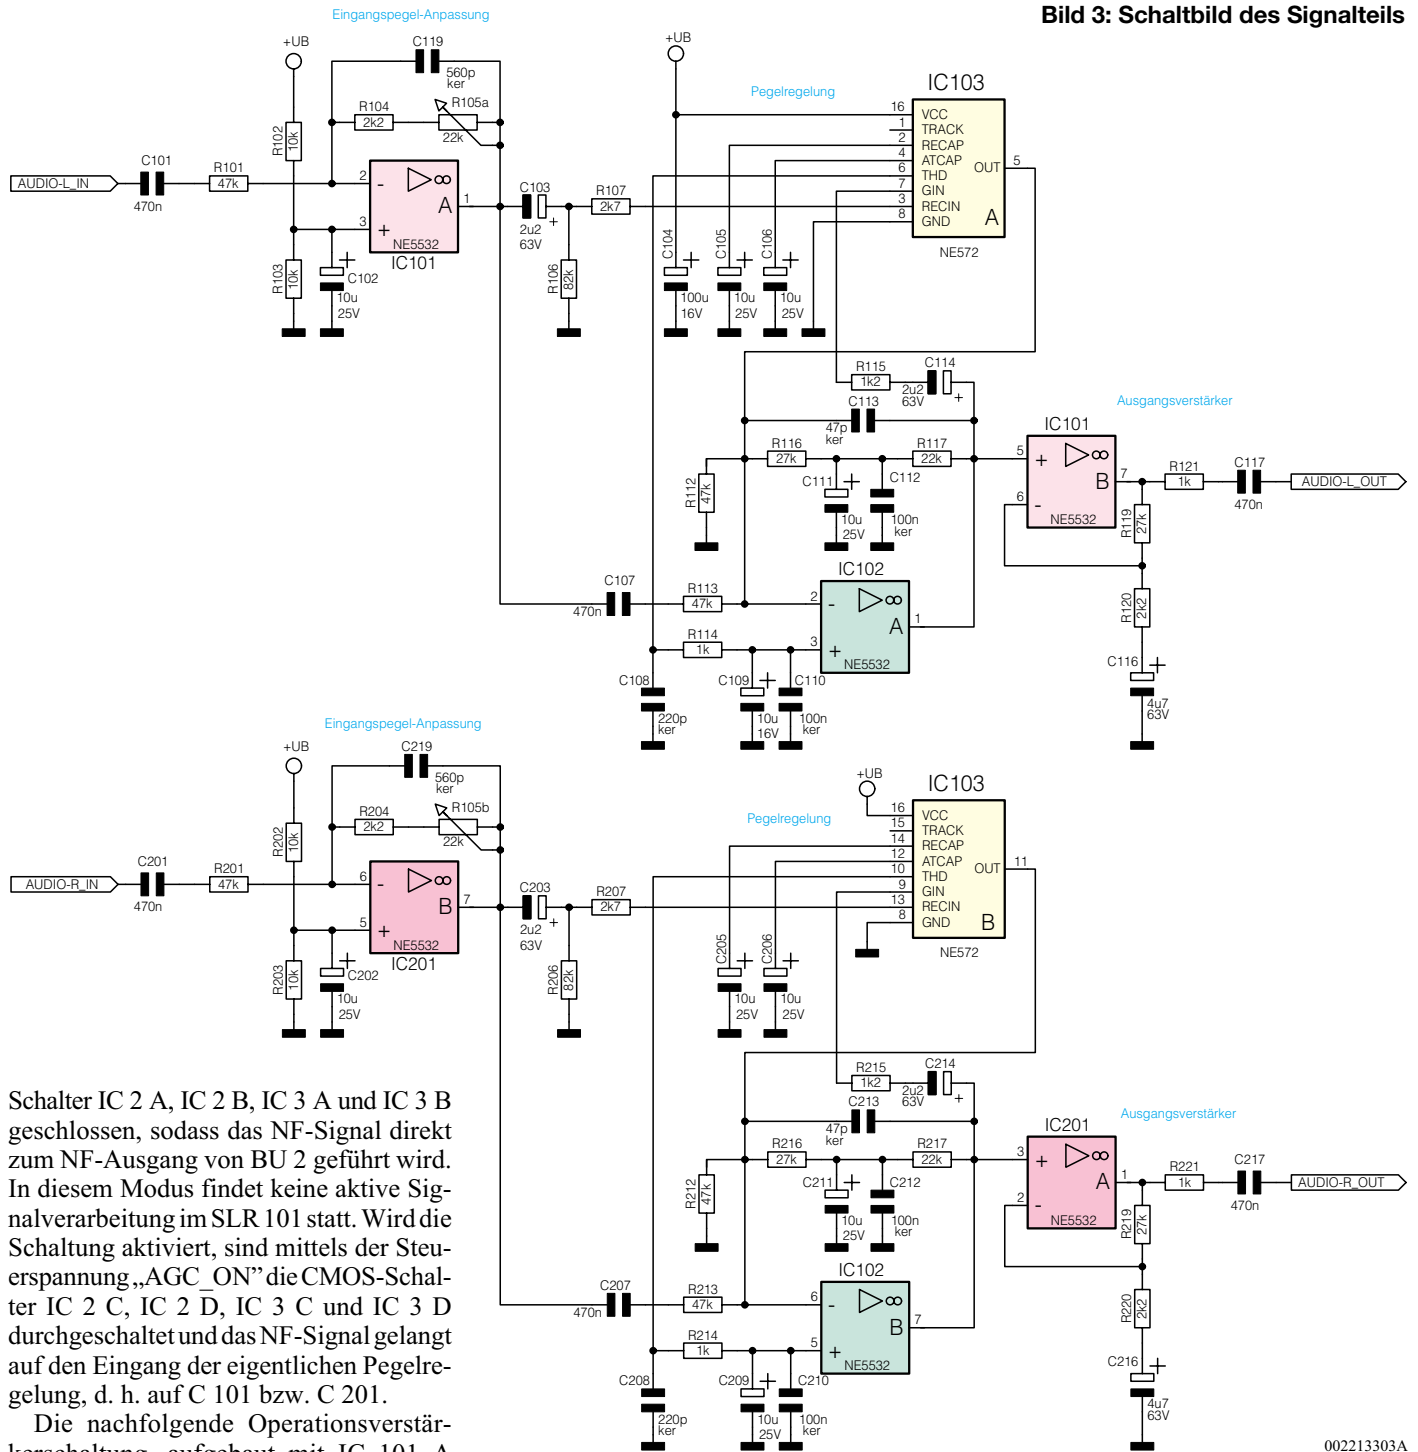 Bild 3: Schaltbild des Signalteils
Eingangspegel-Anpassung
+UB
C119
560p
ker
R104
2k2
R105a
22k
R102
10k
AUDIO-L_IN
C101
470n
R101
47k
2
-
3
+
A
1
NE5532
IC101
R103
10k
C102
10u
25V
C103
2u2
63V
R106
82k
R107
2k7
+UB
Pegelregelung
IC103
16 VCC
1 TRACK
2 RECAP
4 ATCAP
6 THD
7 GIN
3 RECIN
8 GND
OUT 5
A
NE572
C104
100u
16V
C105
10u
25V
C106
10u
25V
R115
1k2
C114
2u2
63V
C113
47p
ker
R116
27k
R117
22k
R112
47k
C111
10u
25V
C112
100n
ker
Ausgangsverstärker
IC101
5
+
6
-
B
7
NE5532
R121
1k
C117
470n
AUDIO-L_OUT
R119
27k
R120
2k2
C116
4u7
63V
C107
470n
R113
47k
IC102
2
-
3
+
A
1
NE5532
R114
1k
C108
220p
ker
C109
10u
16V
C110
100n
ker
Eingangspegel-Anpassung
+UB
C219
560p
ker
R204
2k2
R105b
22k
R202
10k
AUDIO-R_IN
C201
470n
R201
47k
6
-
5
+
B
7
NE5532
IC201
R203
10k
C202
10u
25V
C203
2u2
63V
R206
82k
R207
2k7
+UB
Pegelregelung
IC103
16 VCC
15 TRACK
14 RECAP
12 ATCAP
10 THD
9 GIN
13 RECIN
8 GND
OUT 11
B
NE572
C205
10u
25V
C206
10u
25V
R215
1k2
C214
2u2
63V
C213
47p
ker
R216
27k
R217
22k
R212
47k
C211
10u
25V
C212
100n
ker
Ausgangsverstärker
IC201
3
+
2
-
A
1
NE5532
R221
1k
C217
470n
AUDIO-R_OUT
R219
27k
R220
2k2
C216
4u7
63V
C207
470n
R213
47k
IC102
6
-
5
+
B
7
NE5532
R214
1k
C208
220p
ker
C209
10u
25V
C210
100n
ker
Schalter IC 2 A, IC 2 B, IC 3 A und IC 3 B
geschlossen, sodass das NF-Signal direkt
zum NF-Ausgang von BU 2 geführt wird.
In diesem Modus findet keine aktive Sig-
nalverarbeitung im SLR 101 statt. Wird die
Schaltung aktiviert, sind mittels der Steu-
erspannung „AGC_ON” die CMOS-Schal-
ter IC 2 C, IC 2 D, IC 3 C und IC 3 D
durchgeschaltet und das NF-Signal gelangt
auf den Eingang der eigentlichen Pegelre-
gelung, d. h. auf C 101 bzw. C 201.
Die nachfolgende Operationsverstär-
kerschaltung, aufgebaut mit IC 101 A
002213303A